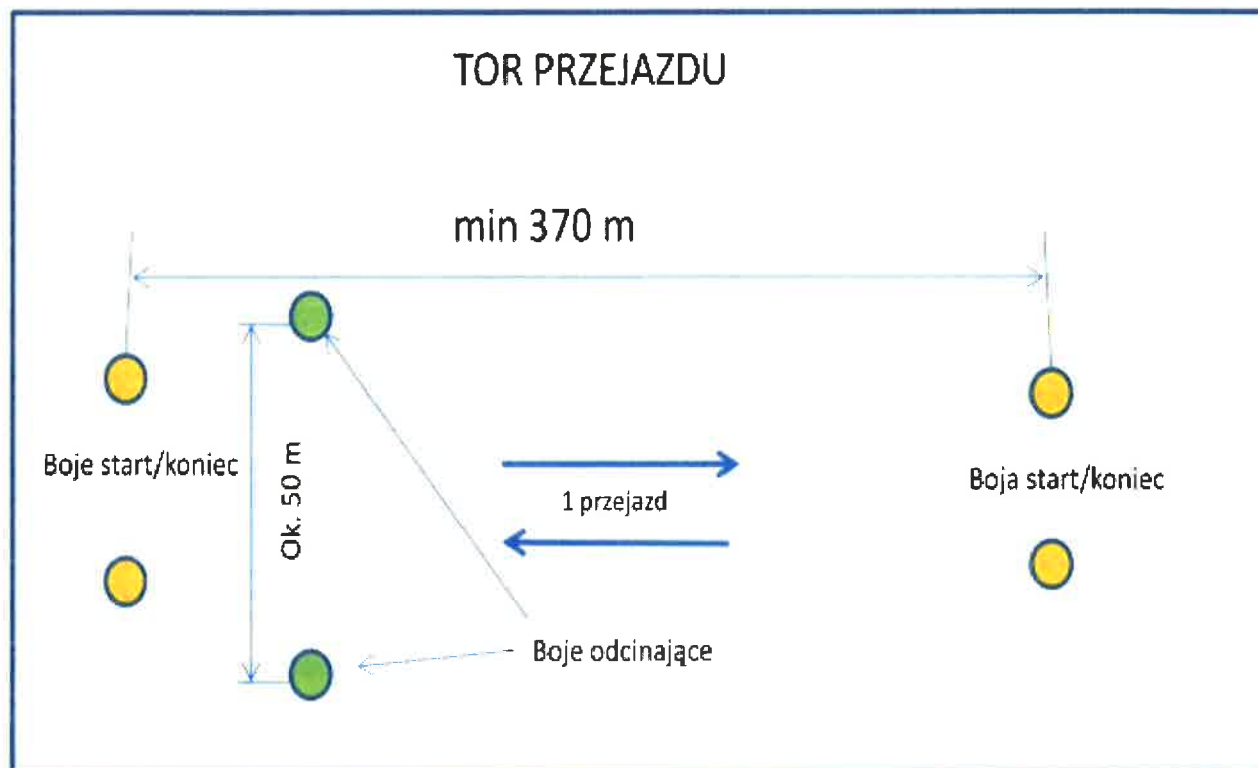 TOR PRZEJAZDU
min 370 m
Boje start/koniec
Ok. 50 m
1 przejazd
Boja start/koniec
Boje odcinające